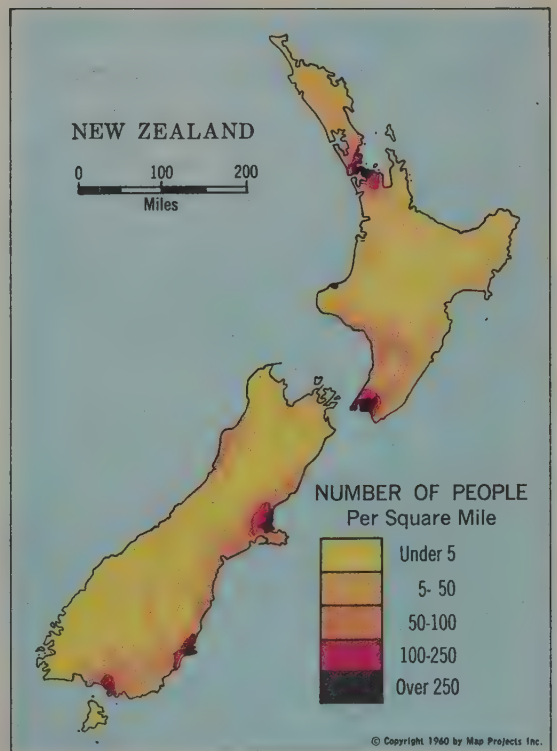 NEW ZEALAND
0 100 200
Miles
NUMBER OF PEOPLE
Per Square Mile
Under 5
5- 50
50-100
100-250
Over 250
© Copyright 1960 by Map Projects Inc.